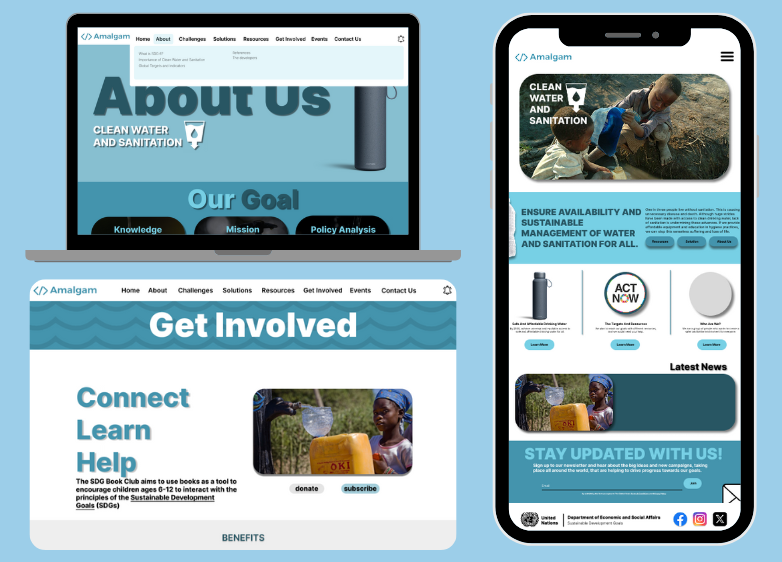 </> Amalgam
Home About Challenges Solutions Resources Get Involved Events Contact Us
What is SDG 6?
Importance of Clean Water and Sanitation
Global Targets and Indicators
References
The developers
About Us
CLEAN WATER
AND SANITATION
Our Goal
Knowledge Mission Policy Analysis
</> Amalgam
Home About Challenges Solutions Resources Get Involved Events Contact Us
Get Involved
Connect
Learn
Help
The SDG Book Club aims to use books as a tool to
encourage children ages 6-12 to interact with the
principles of the Sustainable Development
Goals (SDGs)
OKI
donate subscribe
BENEFITS
</> Amalgam
CLEAN
WATER
AND
SANITATION
ENSURE AVAILABILITY AND
SUSTAINABLE
MANAGEMENT OF WATER
AND SANITATION FOR ALL.
Resources Solution About Us
ACT
NOW
Safe And Affordable Drinking Water
The Targets And Resources
Who Are We?
Learn More Learn More Learn More
Latest News
OKI
STAY UPDATED WITH US!
Sign up to our newsletter and hear about the big ideas and new campaigns, taking
place all around the world, that are helping to drive progress towards our goals.
United
Nations
Department of Economic and Social Affairs
Sustainable Development Goals